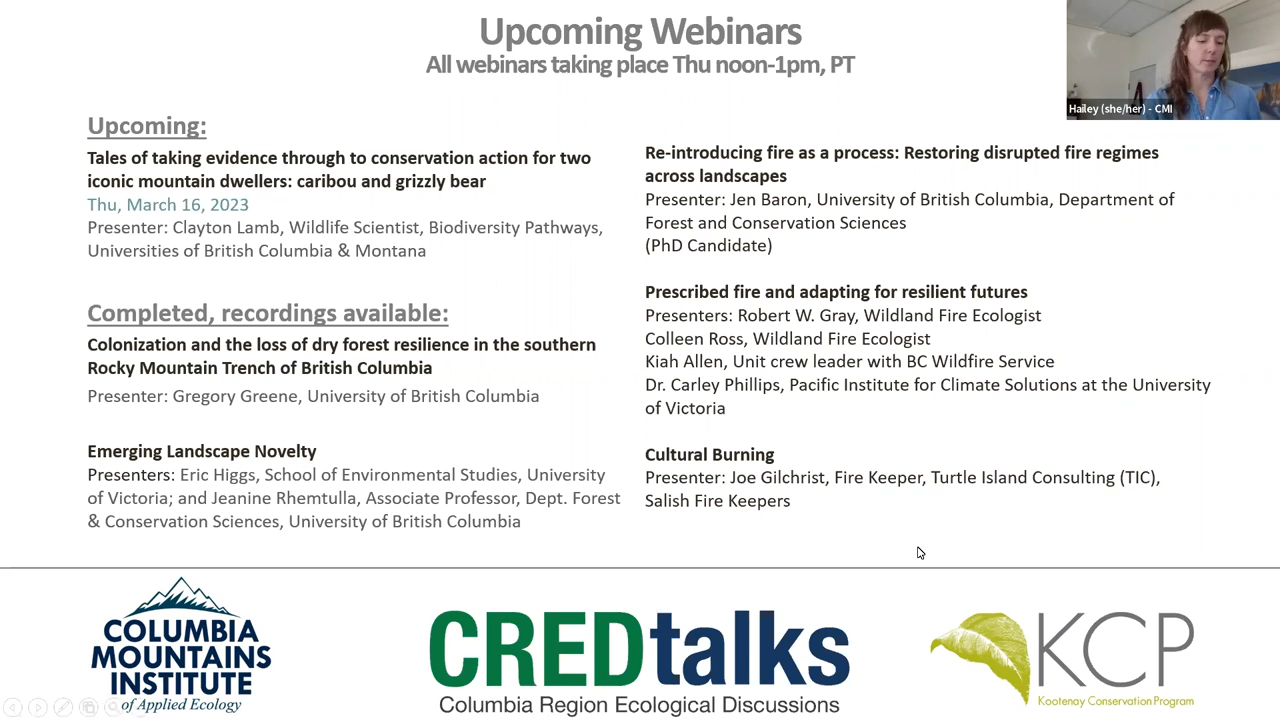 Upcoming Webinars
All webinars taking place Thu noon-1pm, PT
Hailey (she/her) - CMI
Upcoming:
Tales of taking evidence through to conservation action for two
iconic mountain dwellers: caribou and grizzly bear
Thu, March 16, 2023
Presenter: Clayton Lamb, Wildlife Scientist, Biodiversity Pathways,
Universities of British Columbia & Montana
Completed, recordings available:
Colonization and the loss of dry forest resilience in the southern
Rocky Mountain Trench of British Columbia
Presenter: Gregory Greene, University of British Columbia
Emerging Landscape Novelty
Presenters: Eric Higgs, School of Environmental Studies, University
of Victoria; and Jeanine Rhemtulla, Associate Professor, Dept. Forest
& Conservation Sciences, University of British Columbia
Re-introducing fire as a process: Restoring disrupted fire regimes
across landscapes
Presenter: Jen Baron, University of British Columbia, Department of
Forest and Conservation Sciences
(PhD Candidate)
Prescribed fire and adapting for resilient futures
Presenters: Robert W. Gray, Wildland Fire Ecologist
Colleen Ross, Wildland Fire Ecologist
Kiah Allen, Unit crew leader with BC Wildfire Service
Dr. Carley Phillips, Pacific Institute for Climate Solutions at the University
of Victoria
Cultural Burning
Presenter: Joe Gilchrist, Fire Keeper, Turtle Island Consulting (TIC),
Salish Fire Keepers
COLUMBIA
MOUNTAINS
INSTITUTE
of Applied Ecology
CREDtalks
Columbia Region Ecological Discussions
KCP
Kootenay Conservation Program